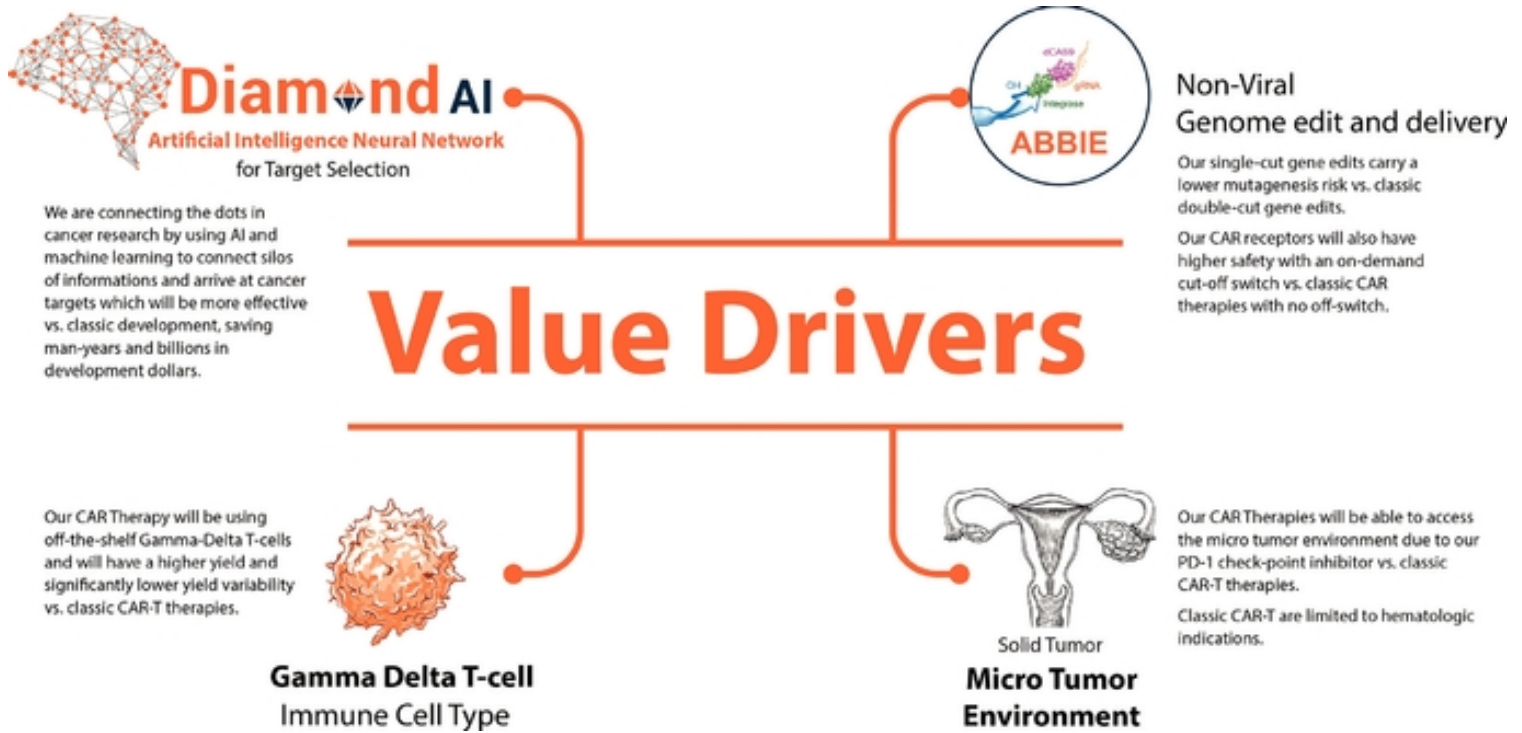 Diamond AI
Artificial Intelligence Neural Network
for Target Selection
We are connecting the dots in
cancer research by using AI and
machine learning to connect silos
of informations and arrive at cancer
targets which will be more effective
vs. classic development, saving
man-years and billions in
development dollars.
dCAS9
gRNA
OH
Integrase
ABBIE
Non-Viral
Genome edit and delivery
Our single-cut gene edits carry a
lower mutagenesis risk vs. classic
double-cut gene edits.
Our CAR receptors will also have
higher safety with an on-demand
cut-off switch vs. classic CAR
therapies with no off-switch.
Value Drivers
Our CAR Therapy will be using
off-the-shelf Gamma-Delta T-cells
and will have a higher yield and
significantly lower yield variability
vs. classic CAR-T therapies.
Gamma Delta T-cell
Immune Cell Type
Solid Tumor
Micro Tumor
Environment
Our CAR Therapies will be able to access
the micro tumor environment due to our
PD-1 check-point inhibitor vs. classic
CAR-T therapies.
Classic CAR-T are limited to hematologic
indications.